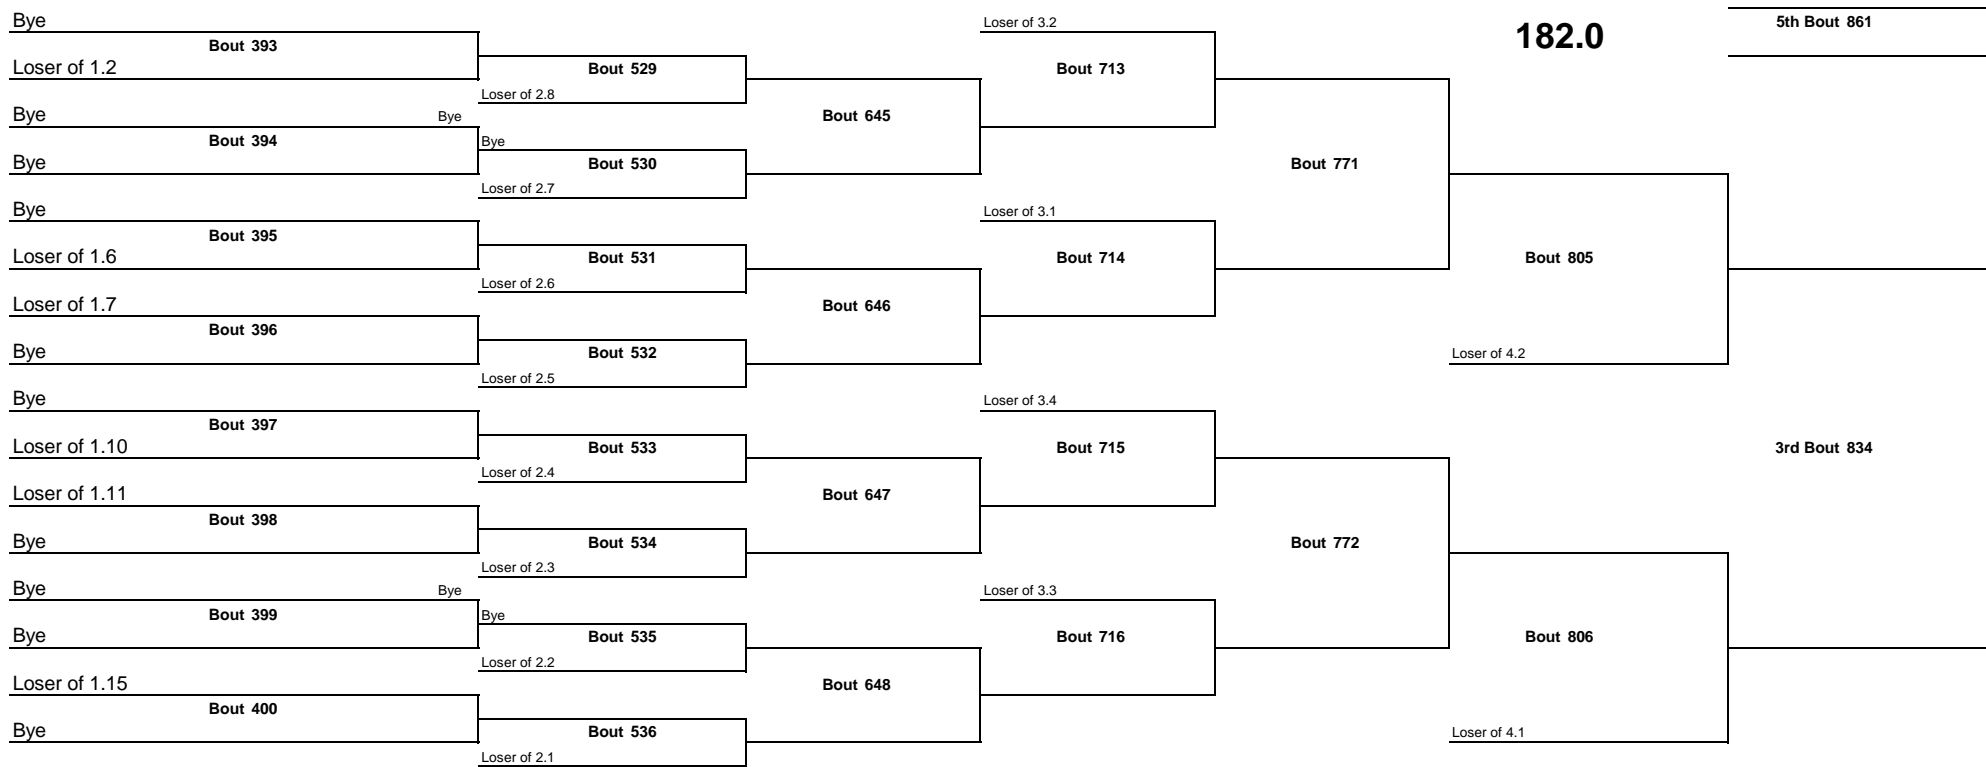 Bye
Bout 393
Loser of 1.2
Bye
Bye
Bout 394
Bye
Bye
Bout 395
Loser of 1.6
Loser of 1.7
Bout 396
Bye
Bye
Bout 397
Loser of 1.10
Loser of 1.11
Bout 398
Bye
Bye
Bye
Bout 399
Bye
Loser of 1.15
Bout 400
Bye
Bout 529
Loser of 2.8
Bye
Bout 530
Loser of 2.7
Bout 531
Loser of 2.6
Bout 532
Loser of 2.5
Bout 533
Loser of 2.4
Bout 534
Loser of 2.3
Bye
Bout 535
Loser of 2.2
Bout 536
Loser of 2.1
Bout 645
Bout 646
Bout 647
Bout 648
Loser of 3.2
Bout 713
Loser of 3.1
Bout 714
Loser of 3.4
Bout 715
Loser of 3.3
Bout 716
Bout 771
Bout 772
182.0
Bout 805
Loser of 4.2
Bout 806
Loser of 4.1
5th Bout 861
3rd Bout 834